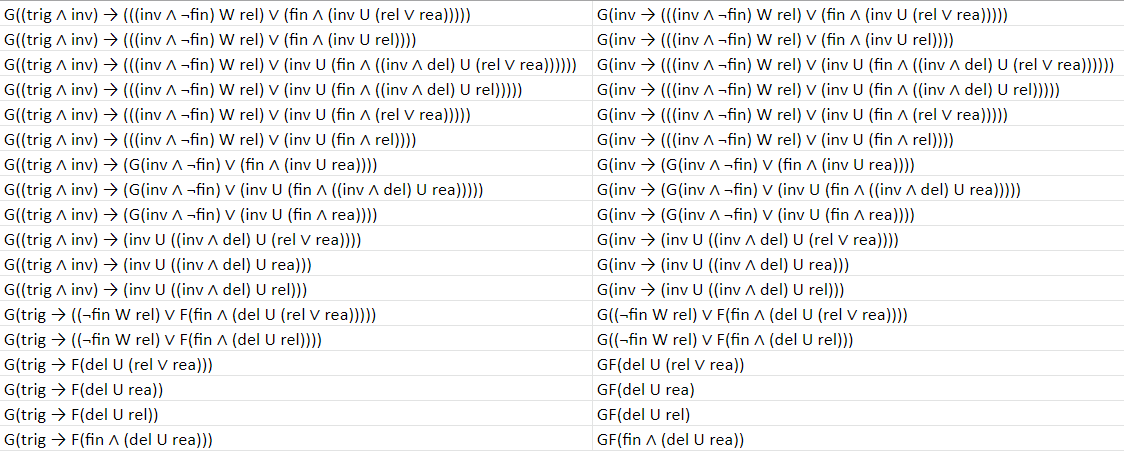 G((trig ∧ inv) → (((inv ∧ ¬fin) W rel) ∨ (fin ∧ (inv U (rel ∨ rea))))) G(inv → (((inv ∧ ¬fin) W rel) ∨ (fin ∧ (inv U (rel ∨ rea)))))
G((trig ∧ inv) → (((inv ∧ ¬fin) W rel) ∨ (fin ∧ (inv U rel)))) G(inv → (((inv ∧ ¬fin) W rel) ∨ (fin ∧ (inv U rel))))
G((trig ∧ inv) → (((inv ∧ ¬fin) W rel) ∨ (inv U (fin ∧ ((inv ∧ del) U (rel ∨ rea)))))) G(inv → (((inv ∧ ¬fin) W rel) ∨ (inv U (fin ∧ ((inv ∧ del) U (rel ∨ rea))))))
G((trig ∧ inv) → (((inv ∧ ¬fin) W rel) ∨ (inv U (fin ∧ ((inv ∧ del) U rel))))) G(inv → (((inv ∧ ¬fin) W rel) ∨ (inv U (fin ∧ ((inv ∧ del) U rel)))))
G((trig ∧ inv) → (((inv ∧ ¬fin) W rel) ∨ (inv U (fin ∧ (rel ∨ rea))))) G(inv → (((inv ∧ ¬fin) W rel) ∨ (inv U (fin ∧ (rel ∨ rea)))))
G((trig ∧ inv) → (((inv ∧ ¬fin) W rel) ∨ (inv U (fin ∧ rel)))) G(inv → (((inv ∧ ¬fin) W rel) ∨ (inv U (fin ∧ rel))))
G((trig ∧ inv) → (G(inv ∧ ¬fin) ∨ (fin ∧ (inv U rea)))) G(inv → (G(inv ∧ ¬fin) ∨ (fin ∧ (inv U rea))))
G((trig ∧ inv) → (G(inv ∧ ¬fin) ∨ (inv U (fin ∧ ((inv ∧ del) U rea))))) G(inv → (G(inv ∧ ¬fin) ∨ (inv U (fin ∧ ((inv ∧ del) U rea)))))
G((trig ∧ inv) → (G(inv ∧ ¬fin) ∨ (inv U (fin ∧ rea)))) G(inv → (G(inv ∧ ¬fin) ∨ (inv U (fin ∧ rea))))
G((trig ∧ inv) → (inv U ((inv ∧ del) U (rel ∨ rea)))) G(inv → (inv U ((inv ∧ del) U (rel ∨ rea))))
G((trig ∧ inv) → (inv U ((inv ∧ del) U rea))) G(inv → (inv U ((inv ∧ del) U rea)))
G((trig ∧ inv) → (inv U ((inv ∧ del) U rel))) G(inv → (inv U ((inv ∧ del) U rel)))
G(trig → ((¬fin W rel) ∨ F(fin ∧ (del U (rel ∨ rea))))) G((¬fin W rel) ∨ F(fin ∧ (del U (rel ∨ rea))))
G(trig → ((¬fin W rel) ∨ F(fin ∧ (del U rel)))) G((¬fin W rel) ∨ F(fin ∧ (del U rel)))
G(trig → F(del U (rel ∨ rea))) GF(del U (rel ∨ rea))
G(trig → F(del U rea)) GF(del U rea)
G(trig → F(del U rel)) GF(del U rel)
G(trig → F(fin ∧ (del U rea))) GF(fin ∧ (del U rea))